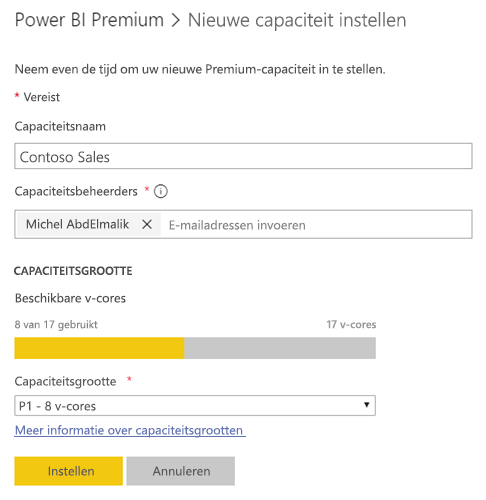 Power BI Premium > Nieuwe capaciteit instellen
Neem even de tijd om uw nieuwe Premium-capaciteit in te stellen.
* Vereist
Capaciteitsnaam
Contoso Sales
Capaciteitsbeheerders * i
Michel AbdElmalik × E-mailadressen invoeren
CAPACITEITSGROOTTE
Beschikbare v-cores
8 van 17 gebruikt 17 v-cores
Capaciteitsgrootte *
P1 - 8 v-cores
Meer informatie over capaciteitsgrootten
Instellen Annuleren